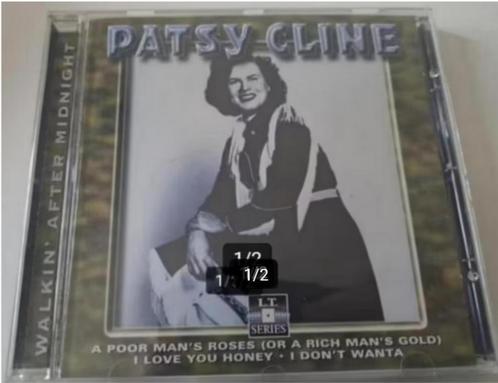 PATSY CLINE
WALKIN' AFTER MIDNIGHT
1/2
1/2
L.T.
SERIES
A POOR MAN'S ROSES (OR A RICH MAN'S GOLD)
I LOVE YOU HONEY • I DON'T WANTA